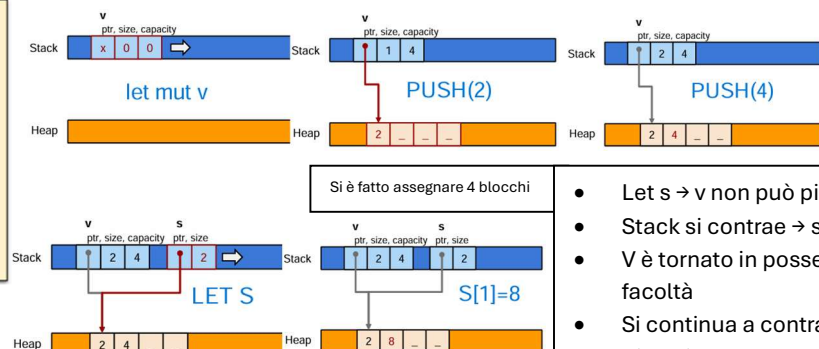 v
ptr, size, capacity
Stack x 0 0
let mut v
Heap
v
ptr, size, capacity
Stack 1 4
PUSH(2)
Heap 2 _ _ _
v
ptr, size, capacity
Stack 2 4
PUSH(4)
Heap 2 4 _ _
Si è fatto assegnare 4 blocchi
v s
ptr, size, capacity ptr, size
Stack 2 4 2
LET S
Heap 2 4 _ _
v s
ptr, size, capacity ptr, size
Stack 2 4 2
S[1]=8
Heap 2 8 _ _
• Let s → v non può
• Stack si contrae →
• V è tornato in
facoltà
• Si continua a